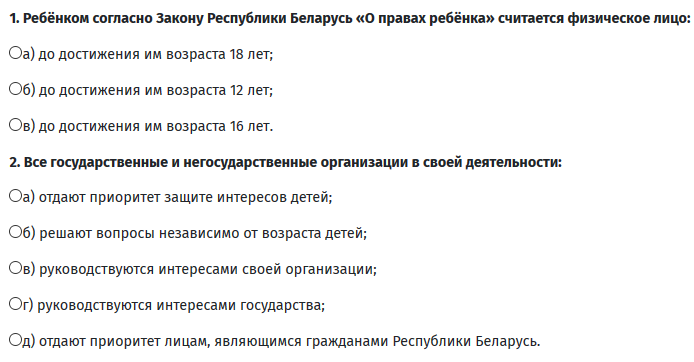 1. Ребёнком согласно Закону Республики Беларусь «О правах ребёнка» считается физическое лицо:
а) до достижения им возраста 18 лет;
б) до достижения им возраста 12 лет;
в) до достижения им возраста 16 лет.
2. Все государственные и негосударственные организации в своей деятельности:
а) отдают приоритет защите интересов детей;
б) решают вопросы независимо от возраста детей;
в) руководствуются интересами своей организации;
г) руководствуются интересами государства;
д) отдают приоритет лицам, являющимся гражданами Республики Беларусь.